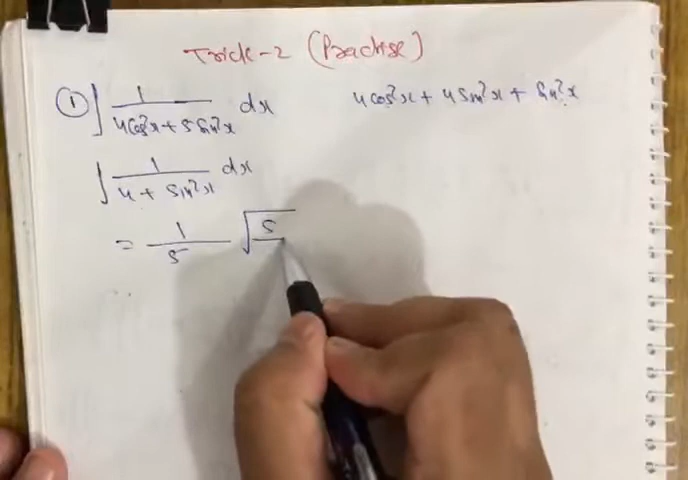 Trick-2 (Practise)
① ∫ 1/(4cos²x + 5sin²x) dx 4cos²x + 4sin²x + sin²x
∫ 1/(4 + sin²x) dx
= 1/5 √5